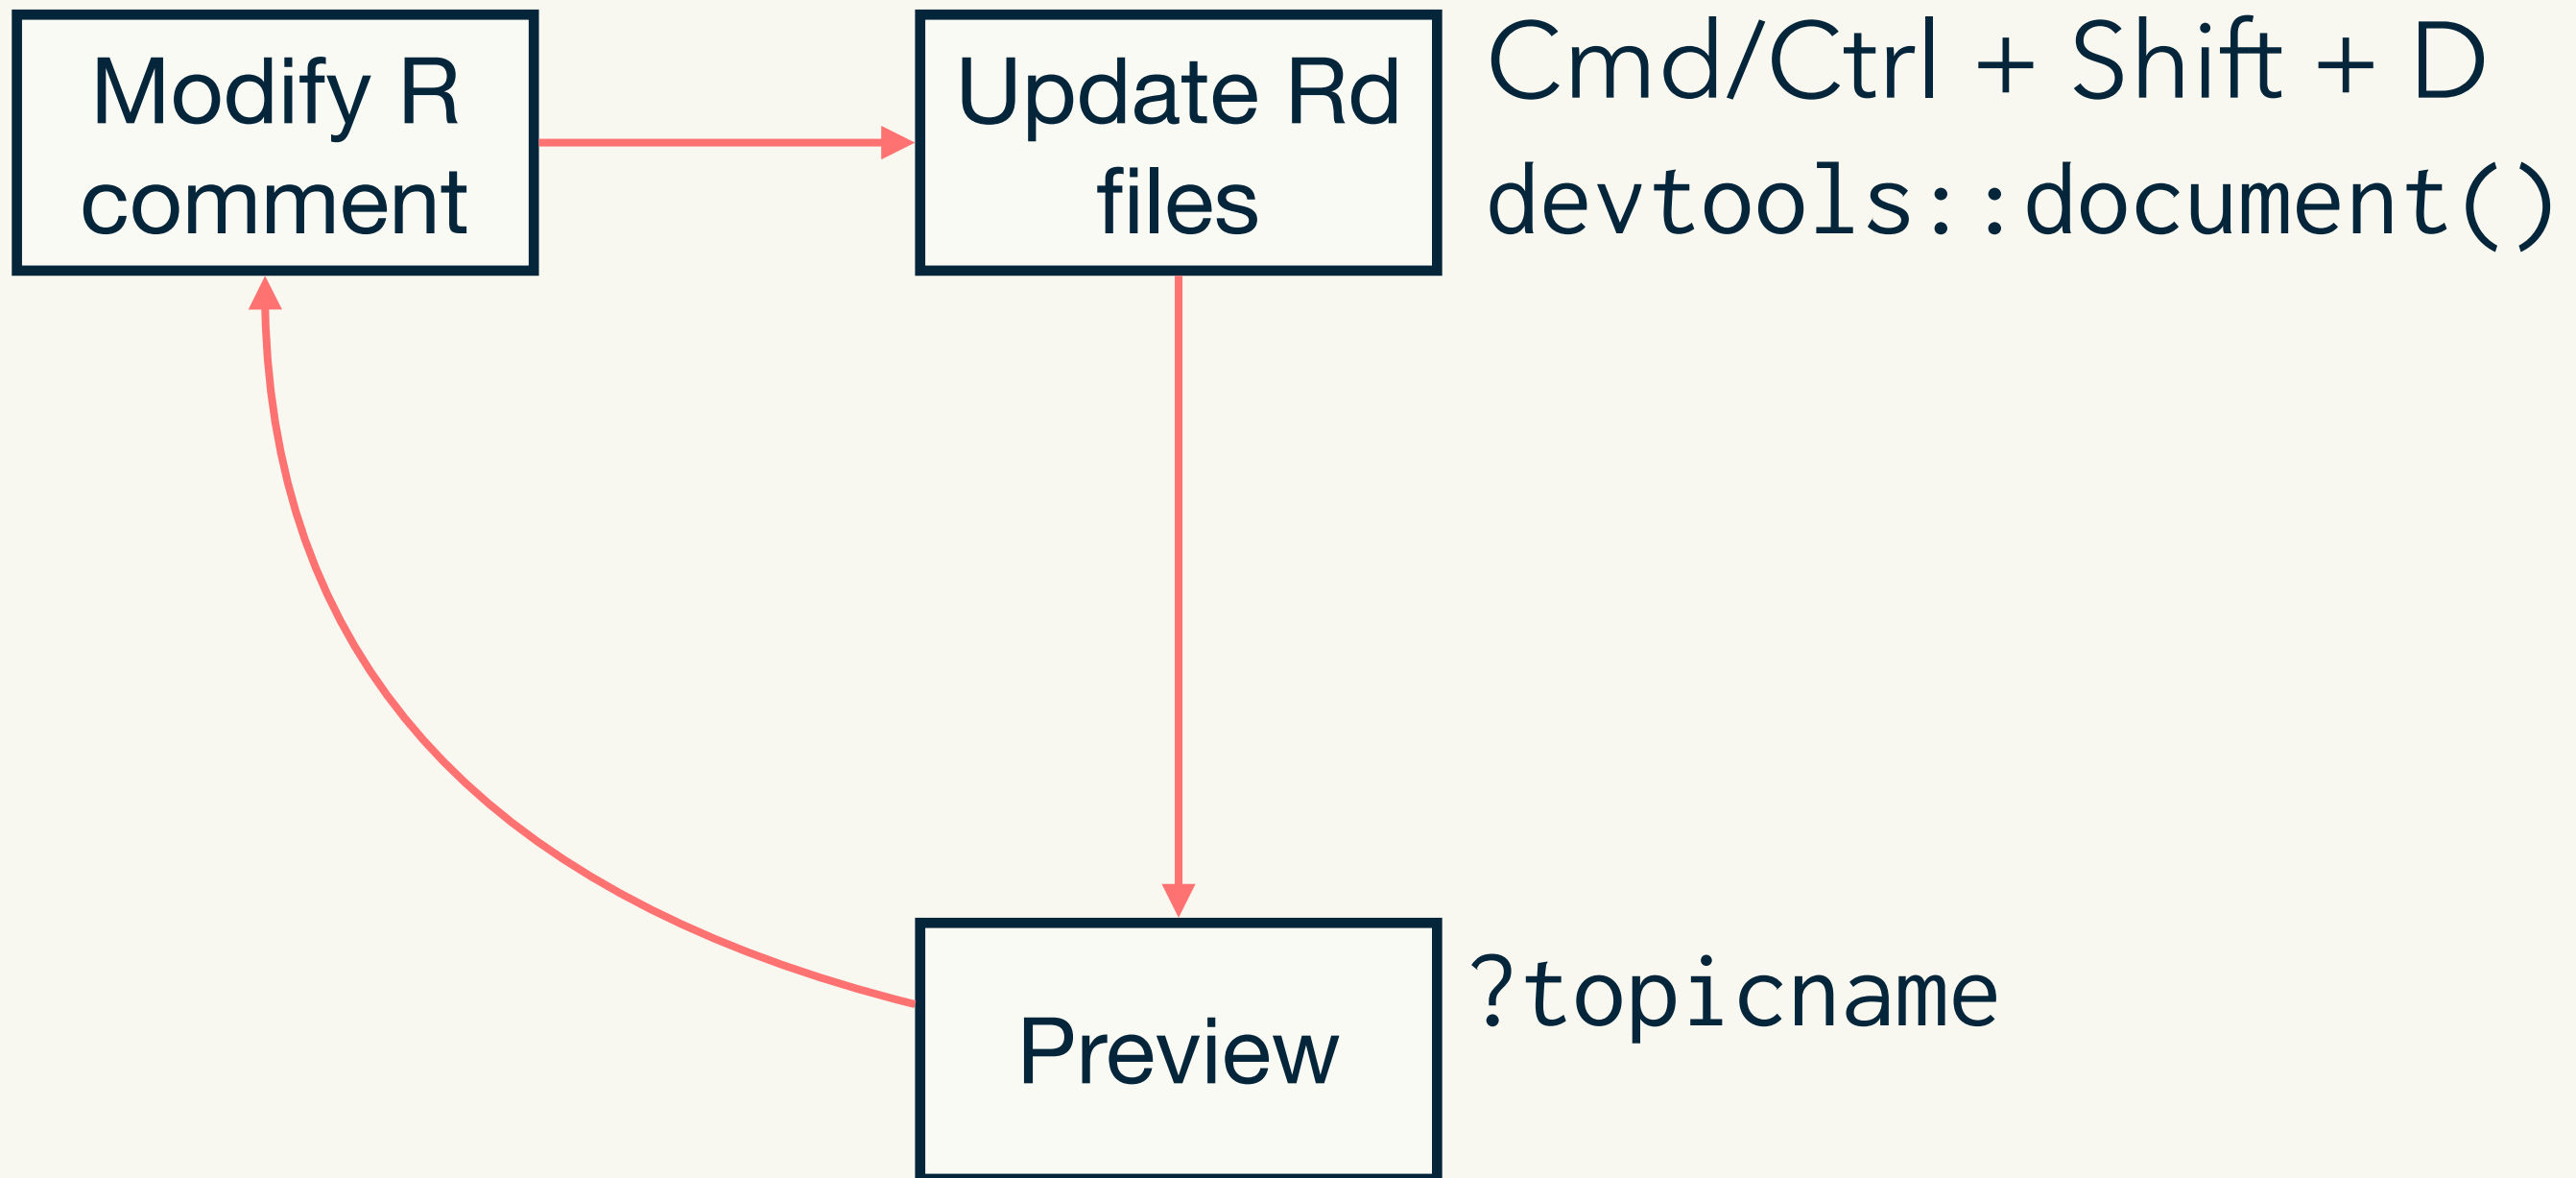 Modify R
comment
Update Rd
files
Cmd/Ctrl + Shift + D
devtools::document()
Preview
?topicname